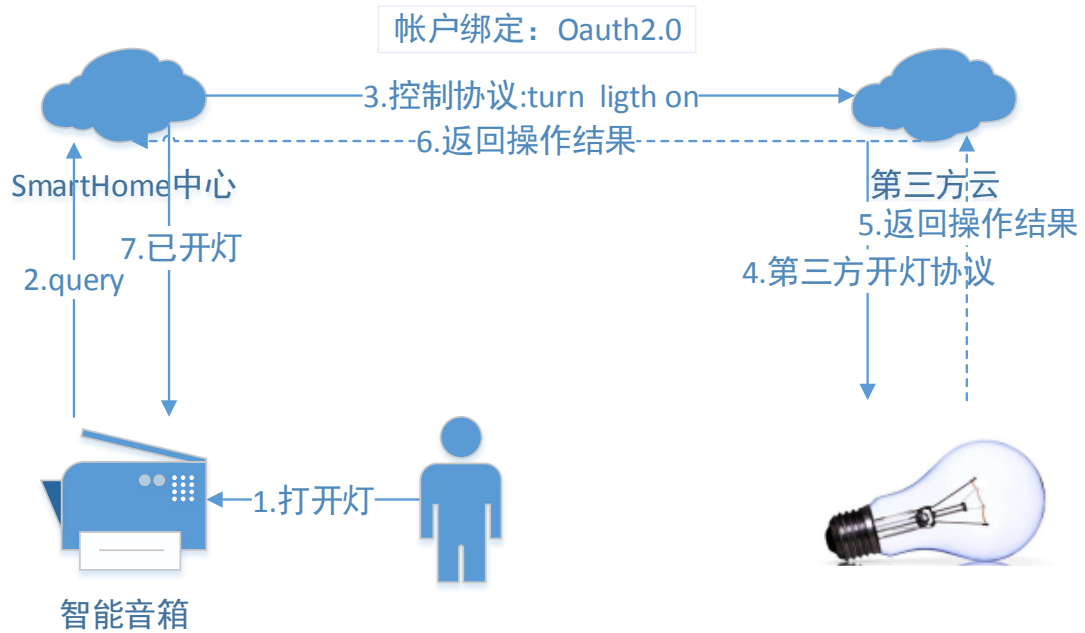 帐户绑定：Oauth2.0
3.控制协议:turn ligth on
6.返回操作结果
SmartHome中心
第三方云
7.已开灯
5.返回操作结果
2.query
4.第三方开灯协议
1.打开灯
智能音箱